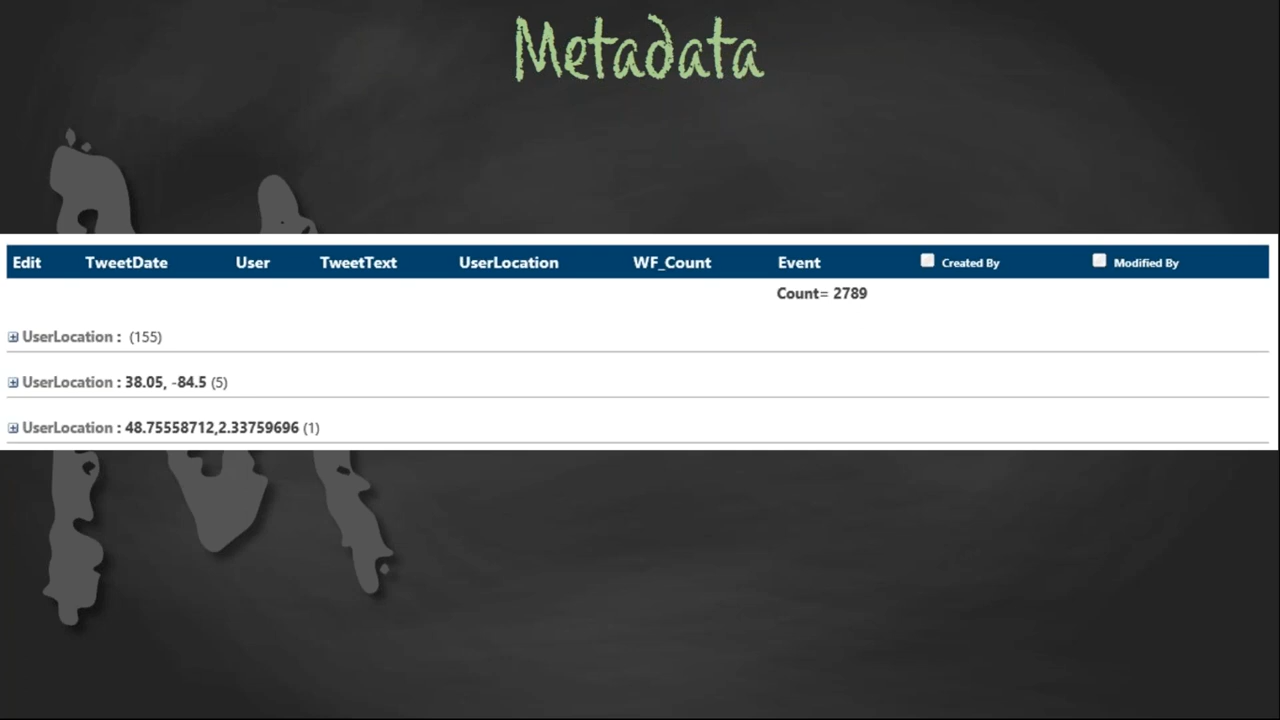 Metadata
Edit TweetDate User TweetText UserLocation WF_Count Event Created By Modified By
Count= 2789
UserLocation : (155)
UserLocation : 38.05, -84.5 (5)
UserLocation : 48.75558712,2.33759696 (1)